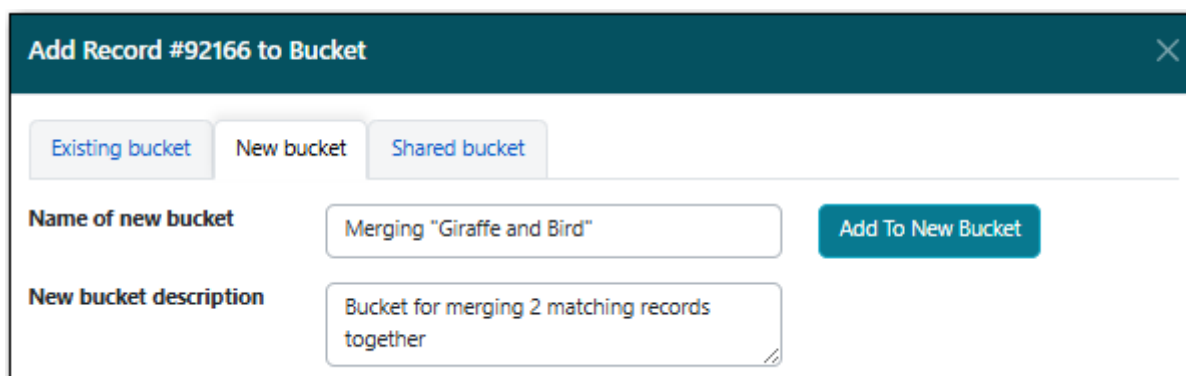 Add Record #92166 to Bucket
Existing bucket
New bucket
Shared bucket
Name of new bucket
Merging "Giraffe and Bird"
Add To New Bucket
New bucket description
Bucket for merging 2 matching records
together